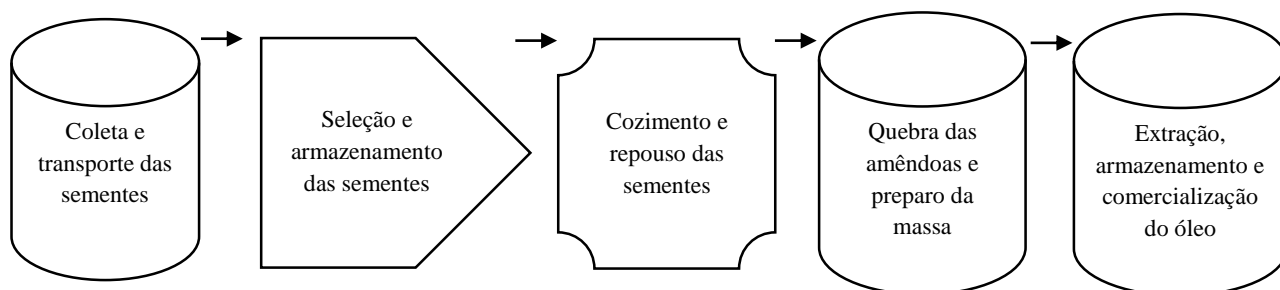 Coleta e
transporte das
sementes
Seleção e
armazenamento
das sementes
Cozimento e
repouso das
sementes
Quebra das
amêndoas e
preparo da
massa
Extração,
armazenamento e
comercialização
do óleo